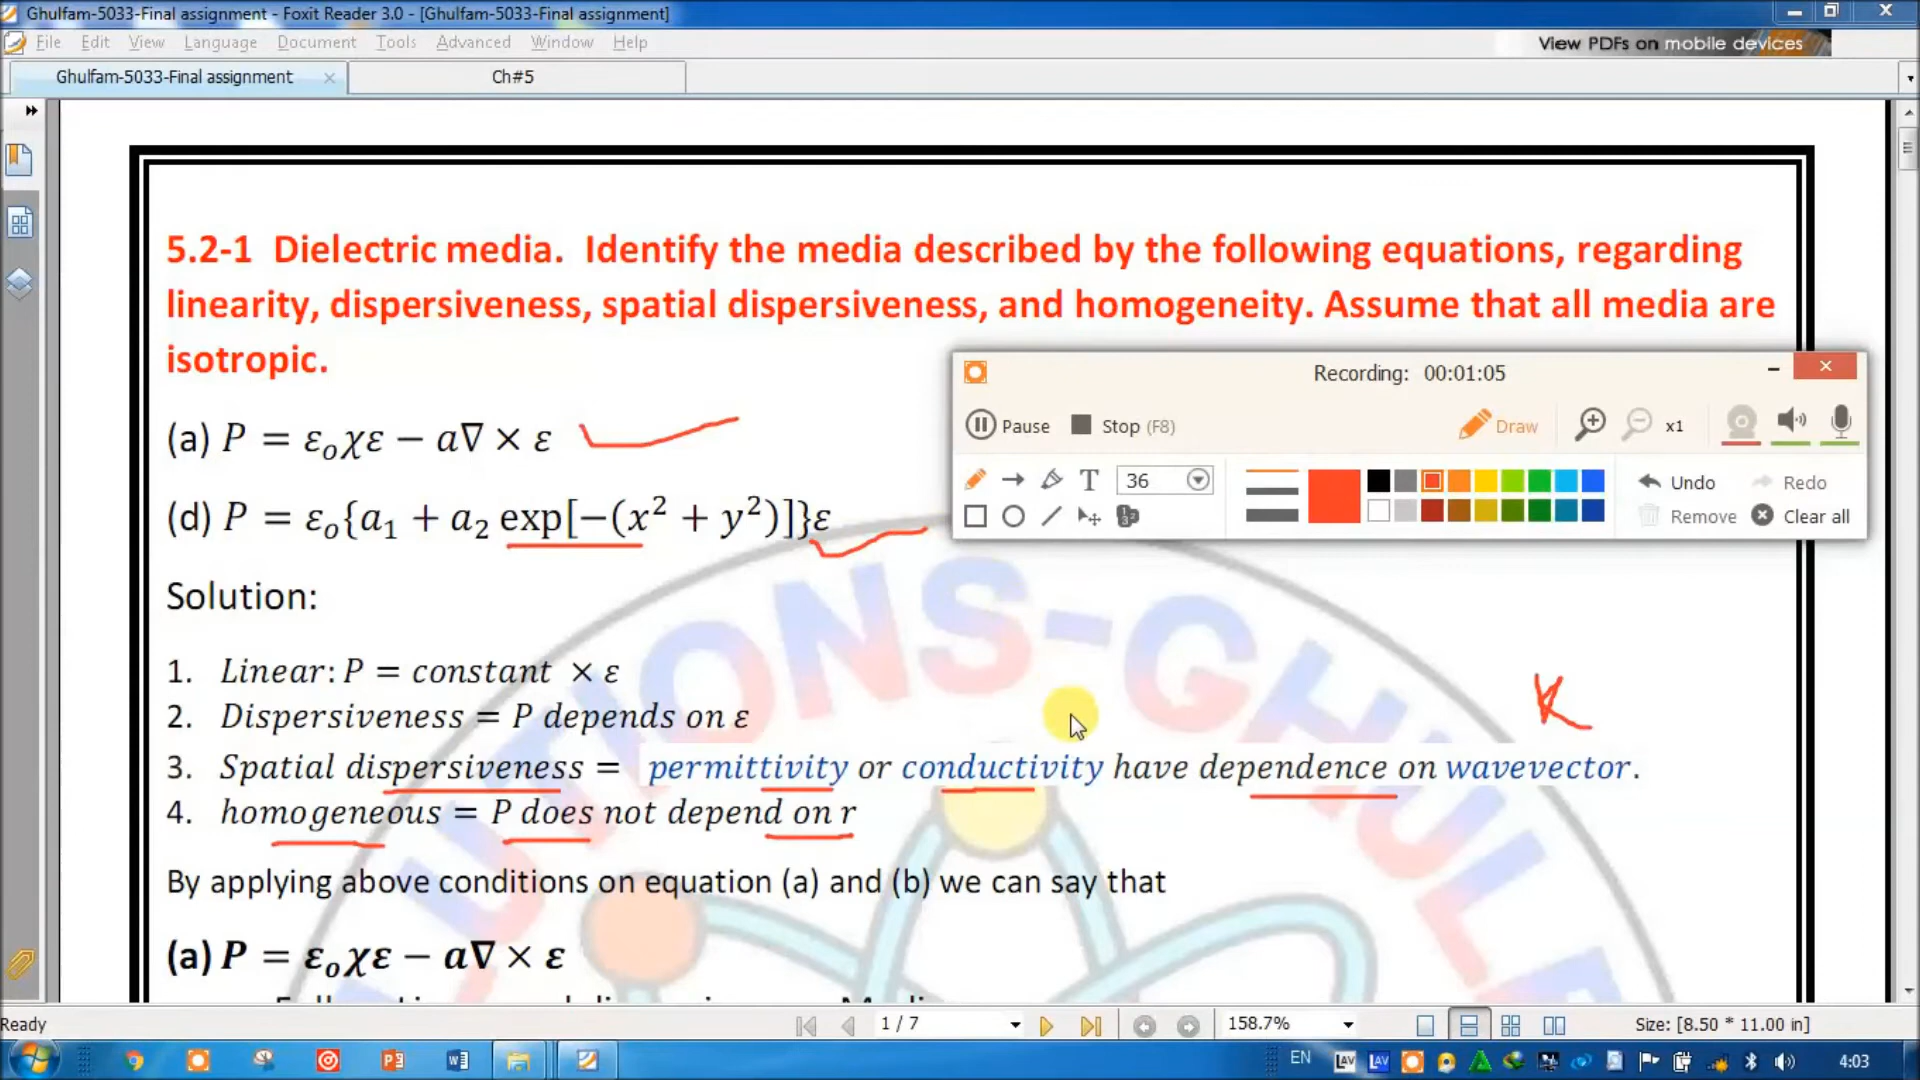 Ghulfam-5033-Final assignment - Foxit Reader 3.0 - [Ghulfam-5033-Final assignment]
File Edit View Language Document Tools Advanced Window Help
View PDFs on mobile devices
Ghulfam-5033-Final assignment Ch#5
5.2-1 Dielectric media. Identify the media described by the following equations, regarding
linearity, dispersiveness, spatial dispersiveness, and homogeneity. Assume that all media are
isotropic.
Recording: 00:01:05
Pause Stop (F8) Draw x1
36 Undo Redo
Remove Clear all
(a) P = εₒχε − a∇ × ε
(d) P = εₒ{a₁ + a₂ exp[−(x² + y²)]}ε
Solution:
1. Linear: P = constant × ε
2. Dispersiveness = P depends on ε
K
3. Spatial dispersiveness = permittivity or conductivity have dependence on wavevector.
4. homogeneous = P does not depend on r
By applying above conditions on equation (a) and (b) we can say that
(a) P = εₒχε − a∇ × ε
Ready 1 / 7 158.7% Size: [8.50 * 11.00 in]
EN LAV LAV 4:03